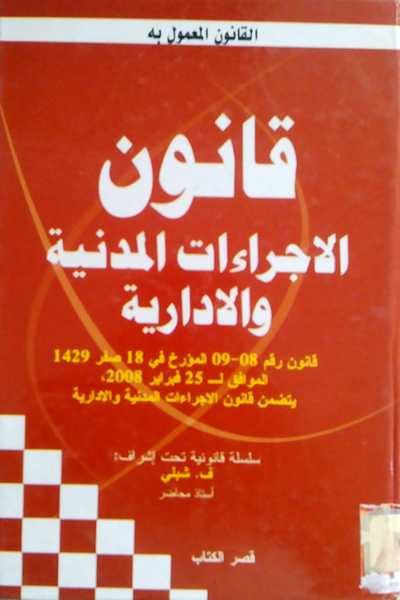 القانون المعمول به
قانون
الاجراءات المدنية
والادارية
قانون رقم 08-09 المؤرخ في 18 صفر 1429
الموافق لـ 25 فبراير 2008،
يتضمن قانون الاجراءات المدنية والادارية
سلسلة قانونية تحت إشراف:
ف. شبلي
أستاذ محاضر
قصر الكتاب